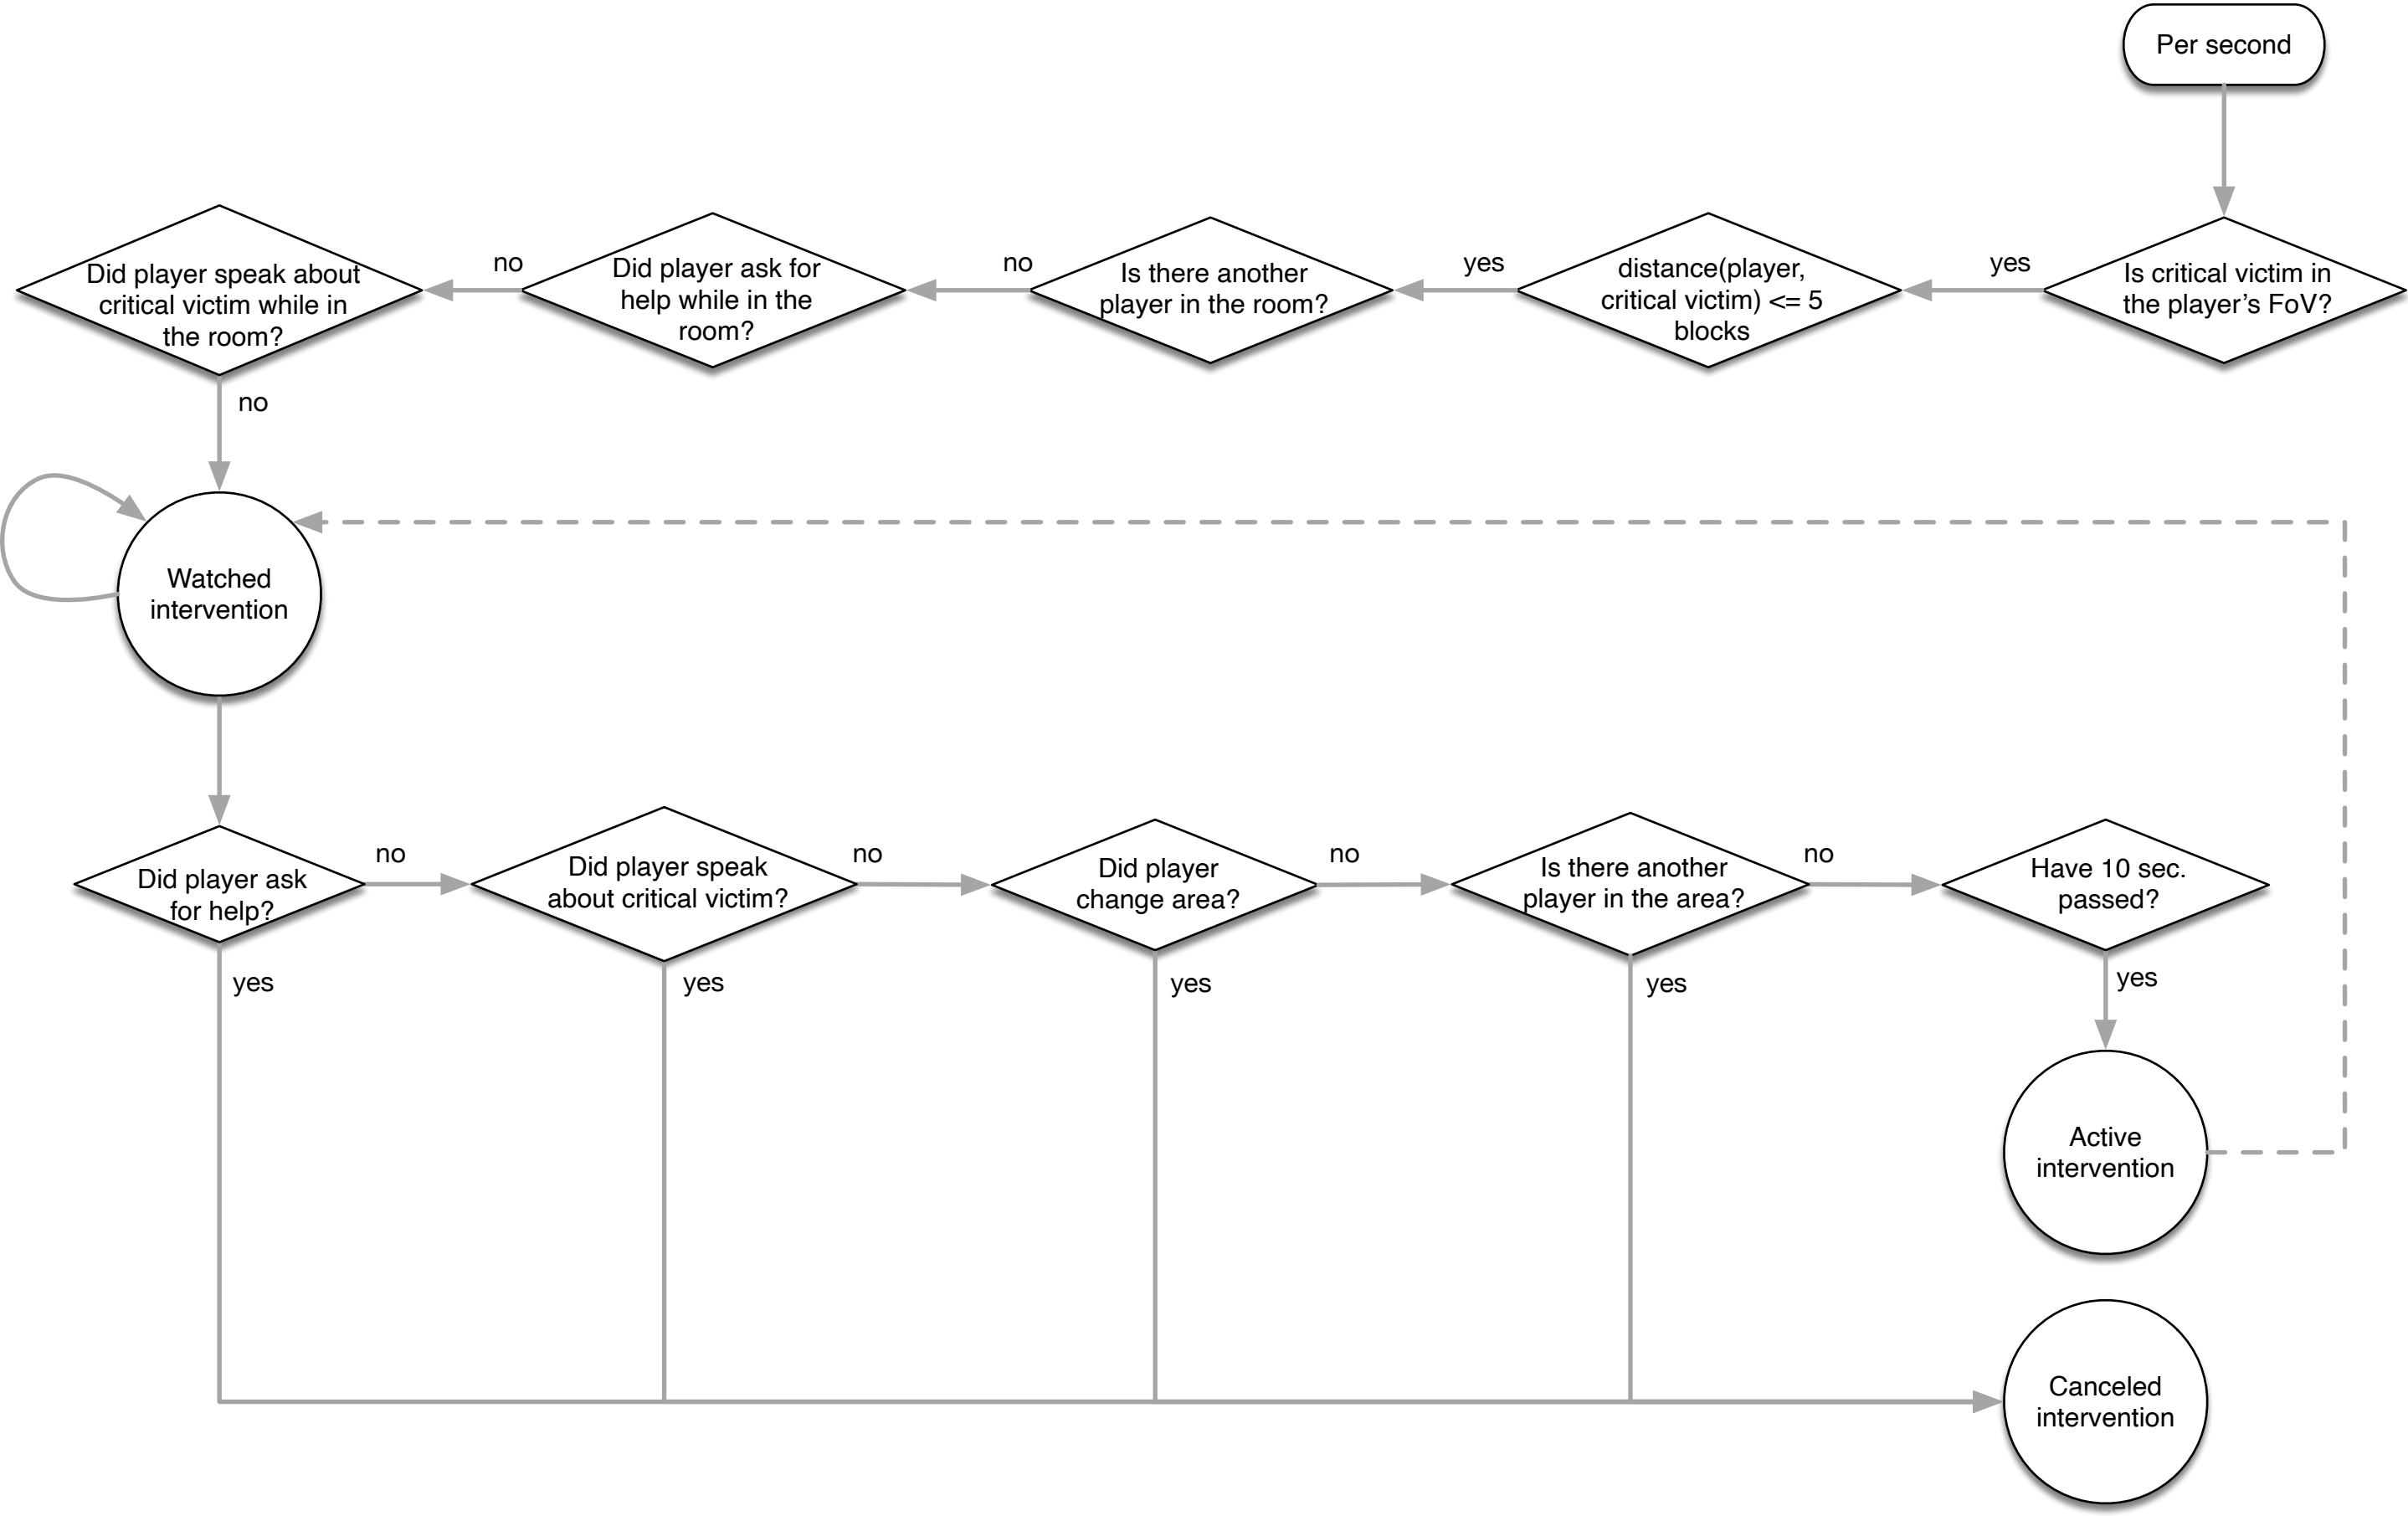 Per second
Did player speak about
critical victim while in
the room?
no
Did player ask for
help while in the
room?
no
Is there another
player in the room?
yes
distance(player,
critical victim) <= 5
blocks
yes
Is critical victim in
the player’s FoV?
no
Watched
intervention
Did player ask
for help?
no
Did player speak
about critical victim?
no
Did player
change area?
no
Is there another
player in the area?
no
Have 10 sec.
passed?
yes
yes
yes
yes
yes
Active
intervention
Canceled
intervention